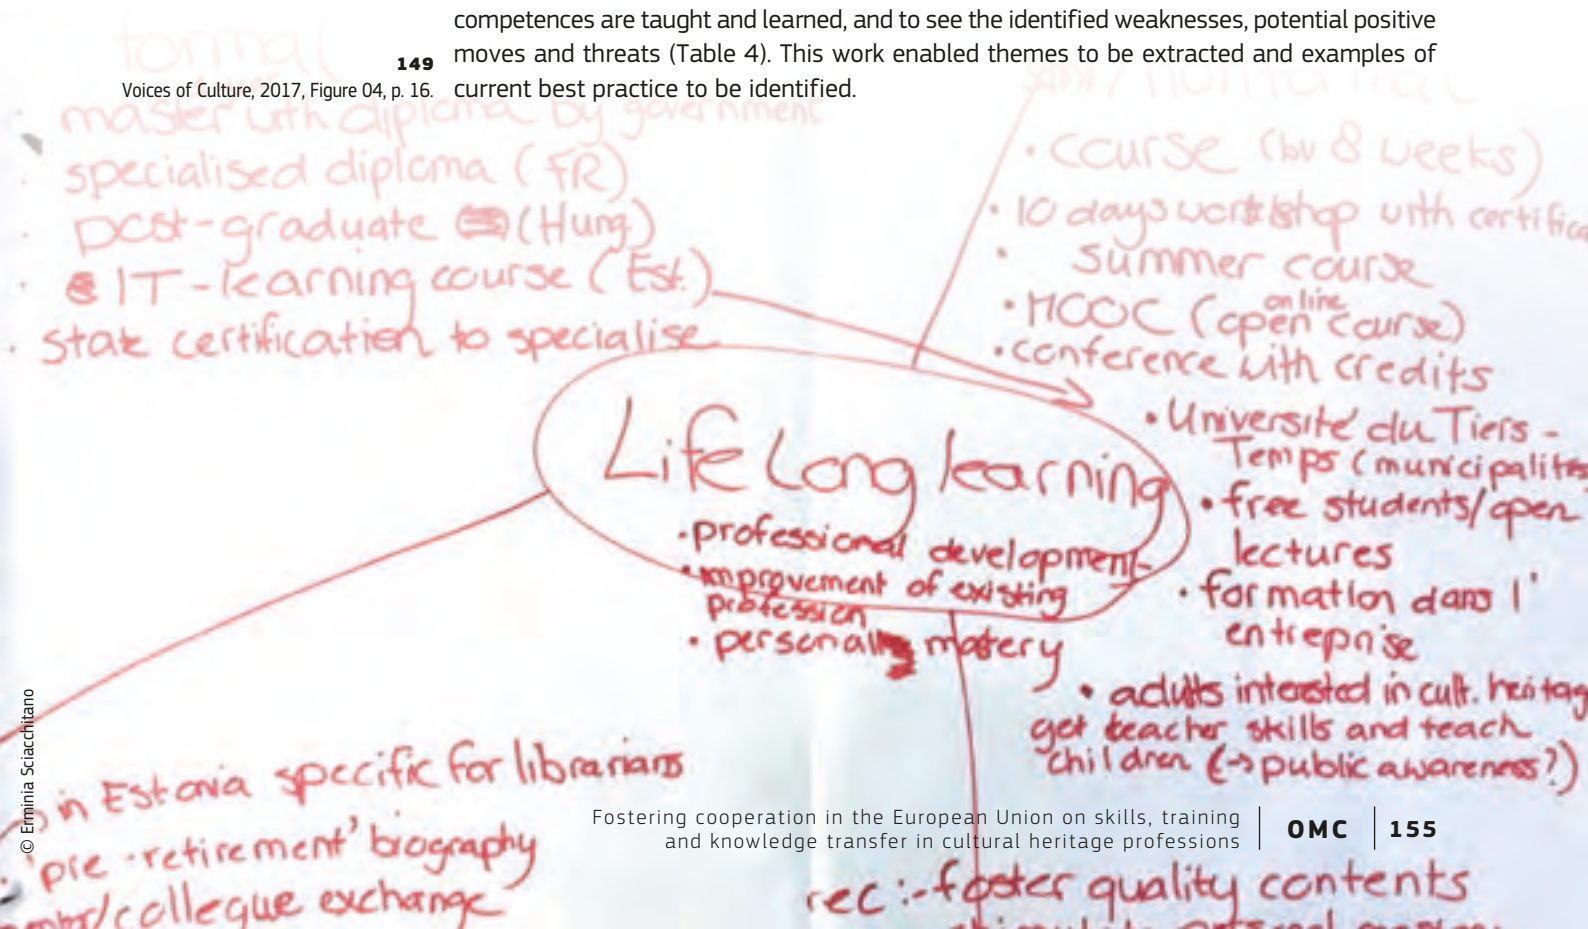 competences are taught and learned, and to see the identified weaknesses, potential positive
moves and threats (Table 4). This work enabled themes to be extracted and examples of
current best practice to be identified.
149
Voices of Culture, 2017, Figure 04, p. 16.
formal
master with diploma by government
specialised diploma (FR)
post-graduate (Hung.)
IT-learning course (Est.)
state certification to specialise
semi/nonformal
• course (bv 8 weeks)
• 10 days workshop with certifica
• summer course
• MOOC (open online course)
• conference with credits
• Université du Tiers-
Temps (municipalites
• free students/open
lectures
• formation dans l'
entreprise
• adults interested in cult. heritag
get teacher skills and teach
children (→ public awareness?)
Life Long learning
• professional development
• improvement of existing
profession
• personal mastery
in Estonia specific for librarians
'pre-retirement' biography
/collegue exchange
rec:-foster quality contents
© Erminia Sciacchitano
Fostering cooperation in the European Union on skills, training
and knowledge transfer in cultural heritage professions
OMC
155